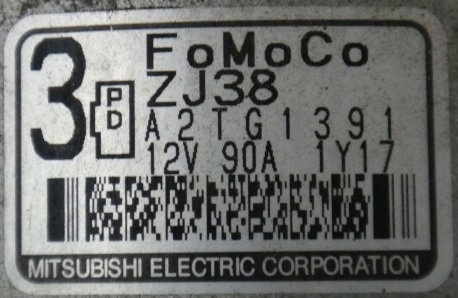 3
P
D
FoMoCo
ZJ38
A2TG1391
12V 90A 1Y17
MITSUBISHI ELECTRIC CORPORATION